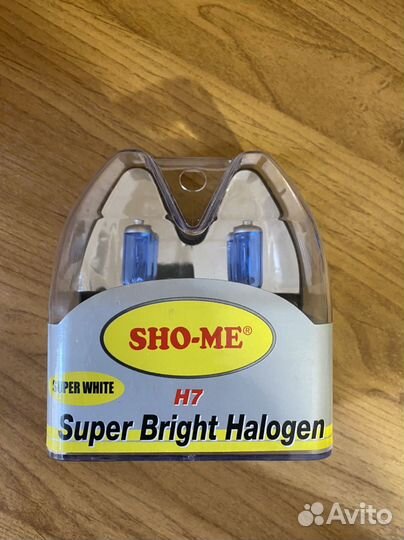 SHO-ME®
SUPER WHITE
H7
Super Bright Halogen
Avito